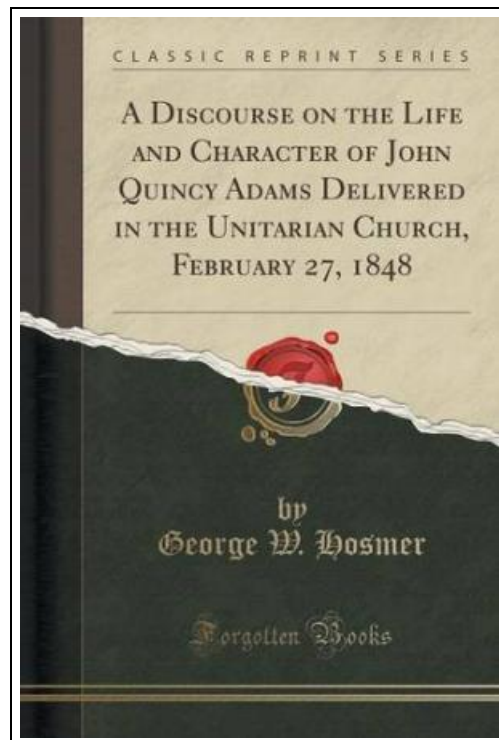 CLASSIC REPRINT SERIES
A DISCOURSE ON THE LIFE
AND CHARACTER OF JOHN
QUINCY ADAMS DELIVERED
IN THE UNITARIAN CHURCH,
FEBRUARY 27, 1848
by
George W. Hosmer
Forgotten Books